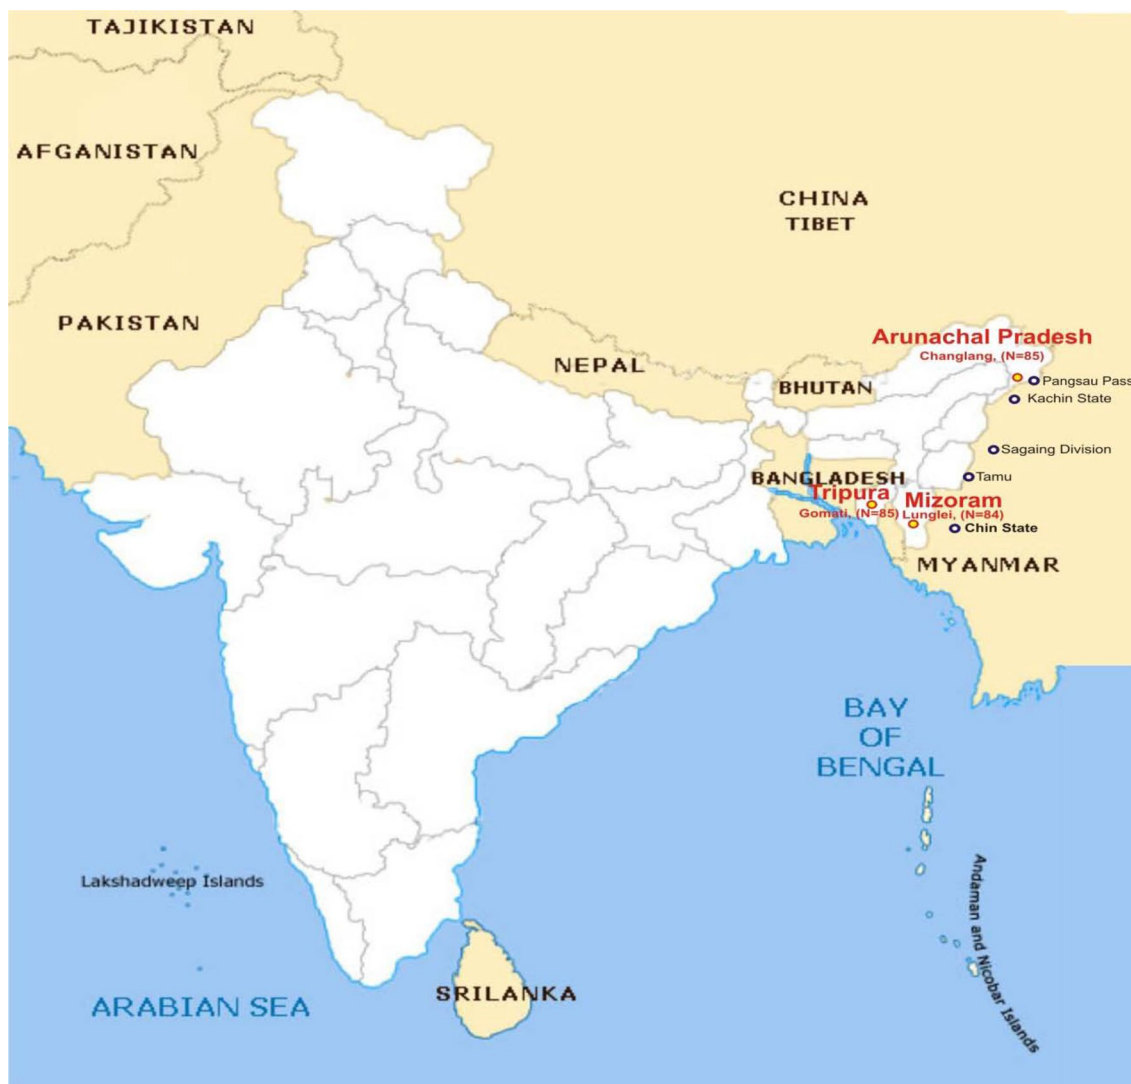 TAJIKISTAN
AFGANISTAN
CHINA
TIBET
PAKISTAN
Arunachal Pradesh
Changlang, (N=85)
NEPAL
BHUTAN
Pangsau Pass
Kachin State
Sagaing Division
BANGLADESH
Tamu
Tripura
Mizoram
Gomati, (N=85)
Lunglei, (N=84)
Chin State
MYANMAR
BAY
OF
BENGAL
Lakshadweep Islands
Andaman and Nicobar Islands
SRILANKA
ARABIAN SEA